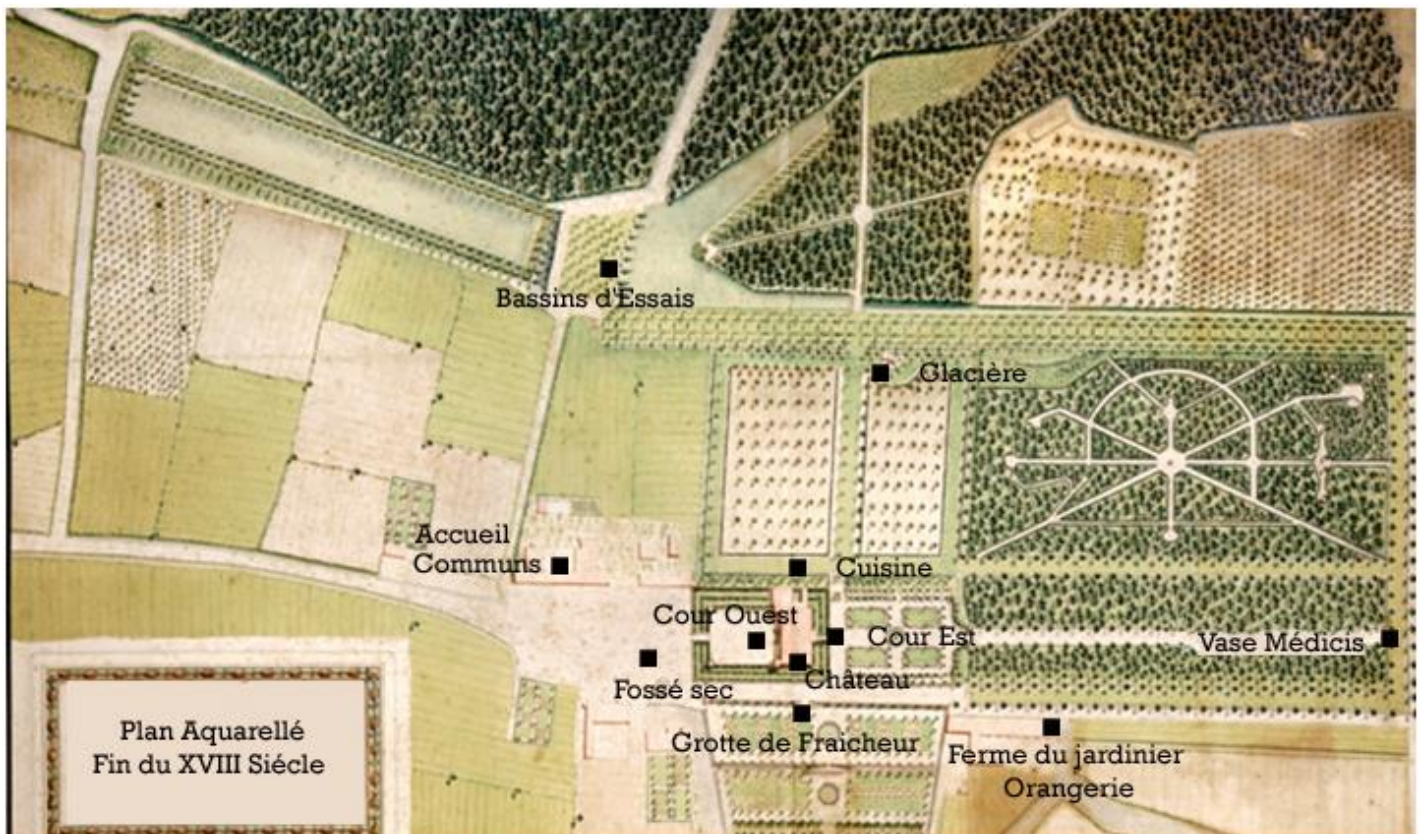 Bassins d'Essais
Glacière
Accueil
Communs
Cuisine
Cour Ouest
Cour Est
Vase Médicis
Fossé sec
Château
Grotte de Fraicheur
Ferme du jardinier
Orangerie
Plan Aquarellé
Fin du XVIII Siécle